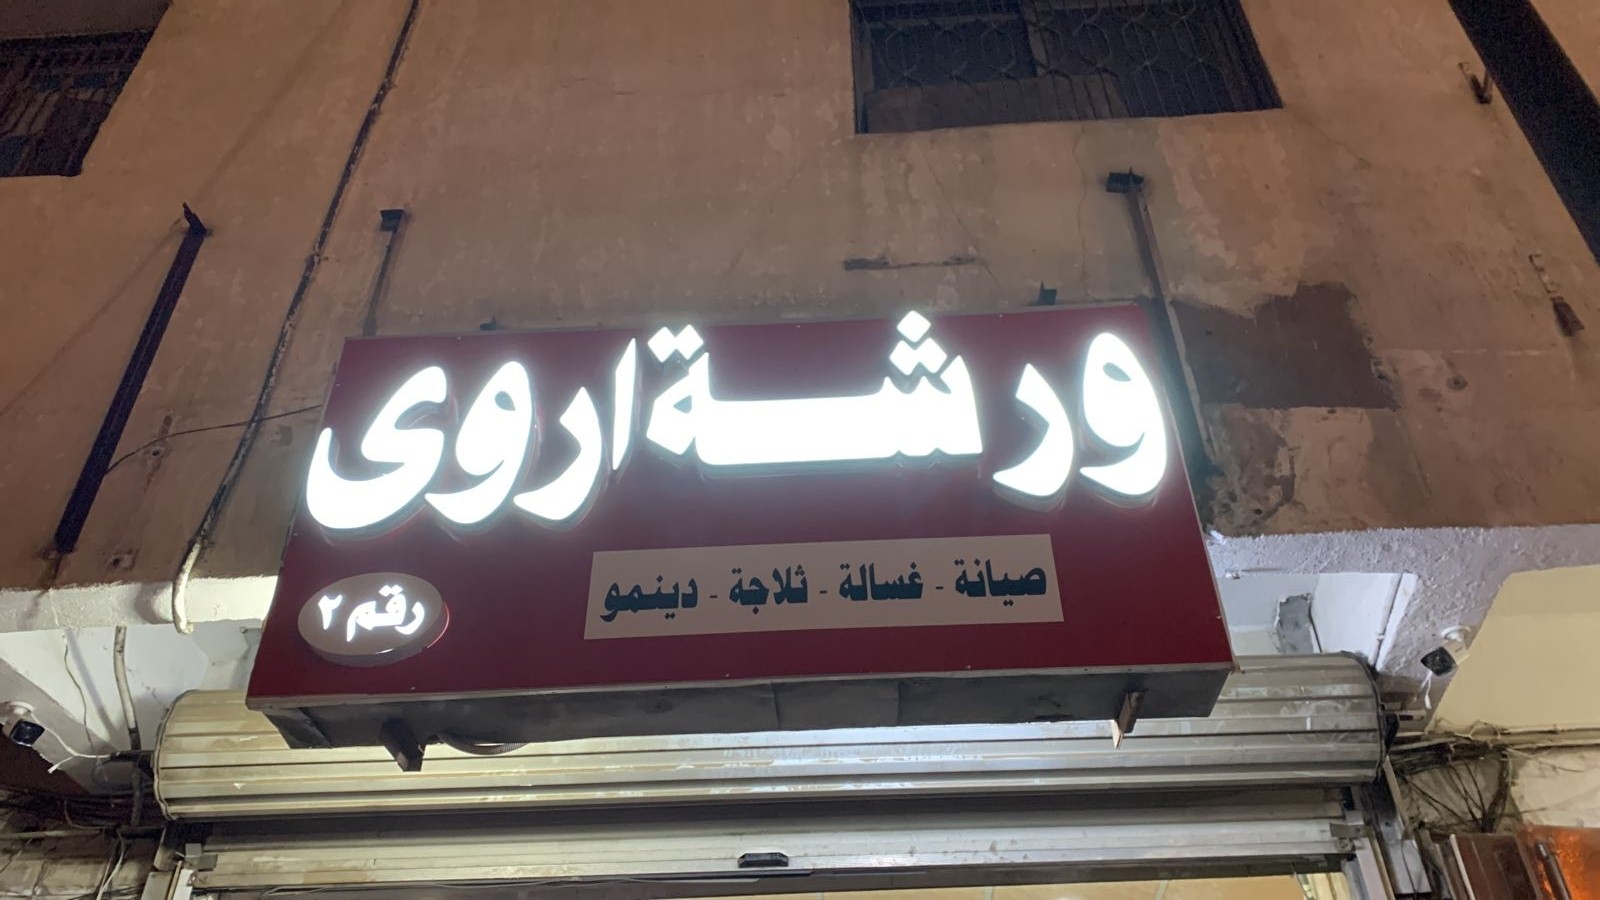 ورشة اروى
صيانة - غسالة - ثلاجة - دينمو
رقم ٢